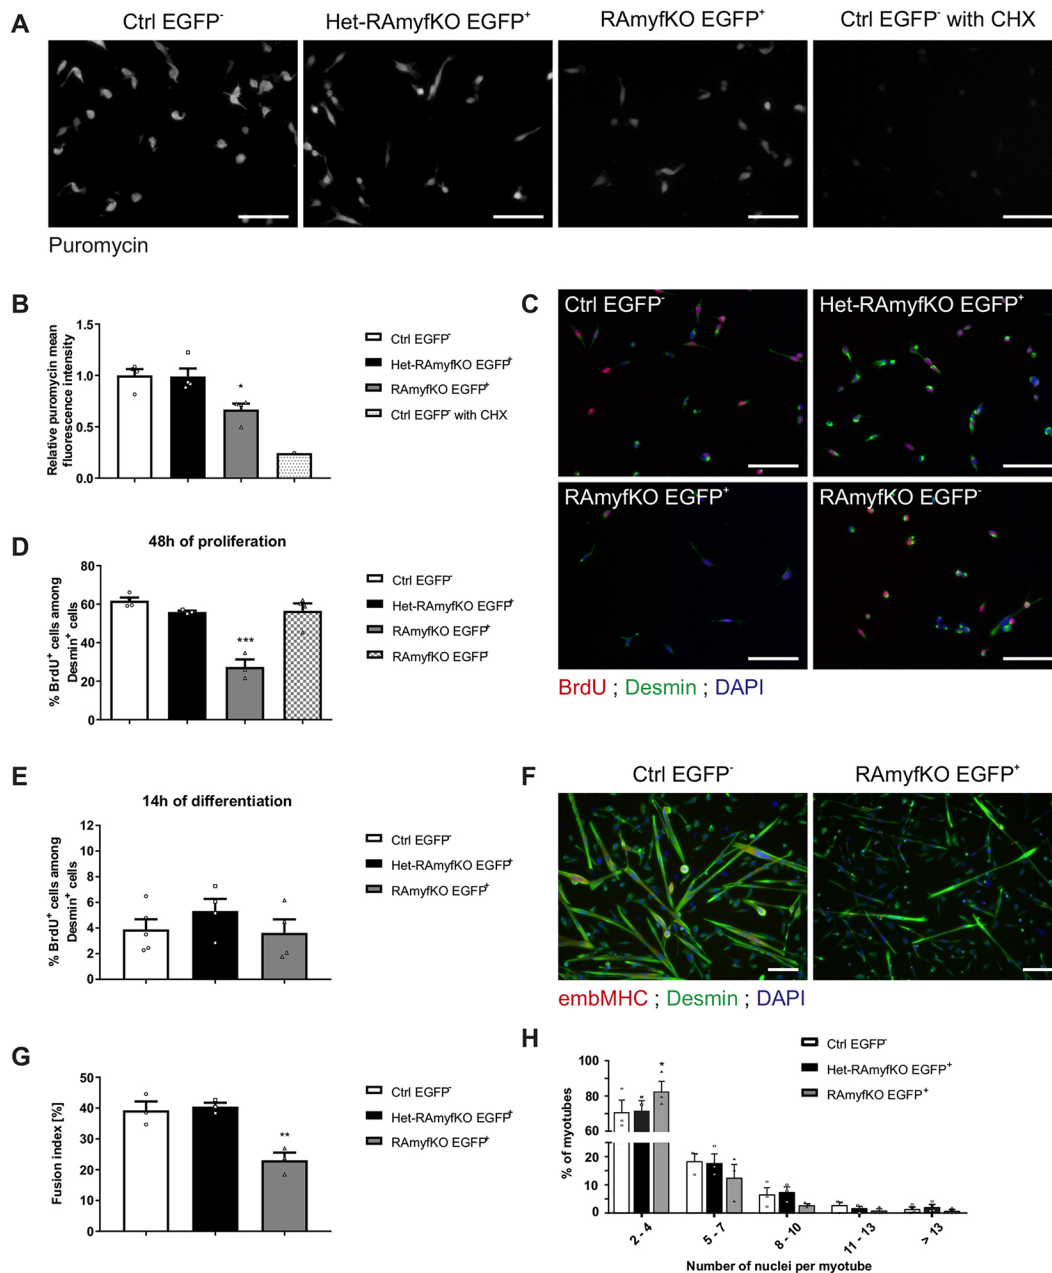 A
Ctrl EGFP⁻
Het-RAmyfKO EGFP⁺
RAmyfKO EGFP⁺
Ctrl EGFP⁻ with CHX
Puromycin
B
Relative puromycin mean
fluorescence intensity
1.5
1.0
0.5
0.0
*
Ctrl EGFP⁻
Het-RAmyfKO EGFP⁺
RAmyfKO EGFP⁺
Ctrl EGFP⁻ with CHX
C
Ctrl EGFP⁻
Het-RAmyfKO EGFP⁺
RAmyfKO EGFP⁺
RAmyfKO EGFP⁻
BrdU ; Desmin ; DAPI
D
48h of proliferation
% BrdU⁺ cells among
Desmin⁺ cells
80
60
40
20
0
***
Ctrl EGFP⁻
Het-RAmyfKO EGFP⁺
RAmyfKO EGFP⁺
RAmyfKO EGFP⁻
E
14h of differentiation
% BrdU⁺ cells among
Desmin⁺ cells
12
10
8
6
4
2
0
Ctrl EGFP⁻
Het-RAmyfKO EGFP⁺
RAmyfKO EGFP⁺
F
Ctrl EGFP⁻
RAmyfKO EGFP⁺
embMHC ; Desmin ; DAPI
G
Fusion index [%]
50
40
30
20
10
0
**
Ctrl EGFP⁻
Het-RAmyfKO EGFP⁺
RAmyfKO EGFP⁺
H
% of myotubes
100
80
60
20
10
0
*
Ctrl EGFP⁻
Het-RAmyfKO EGFP⁺
RAmyfKO EGFP⁺
2 - 4
5 - 7
8 - 10
11 - 13
> 13
Number of nuclei per myotube